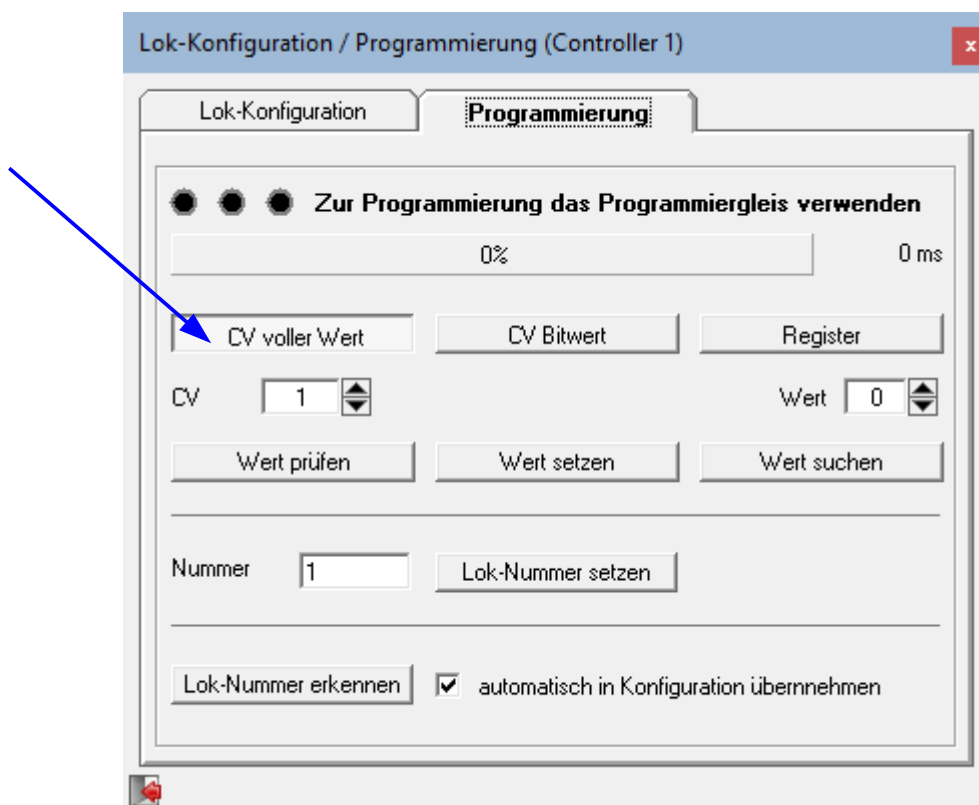 Lok-Konfiguration / Programmierung (Controller 1)
x
Lok-Konfiguration Programmierung
Zur Programmierung das Programmiergleis verwenden
0% 0 ms
CV voller Wert CV Bitwert Register
CV 1 Wert 0
Wert prüfen Wert setzen Wert suchen
Nummer 1 Lok-Nummer setzen
Lok-Nummer erkennen automatisch in Konfiguration übernnehmen